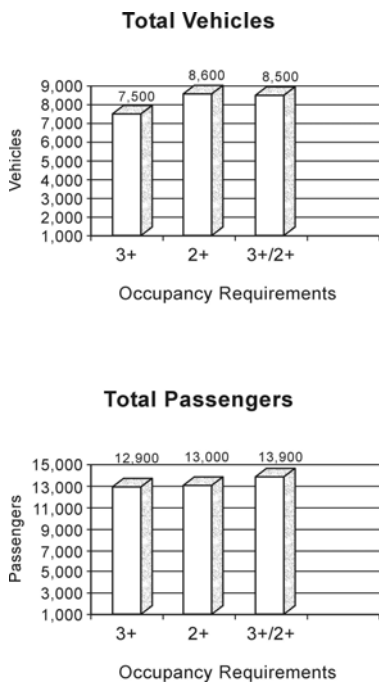 Total Vehicles
7,500 8,600 8,500
9,000
8,000
7,000
6,000
5,000
4,000
3,000
2,000
1,000
Vehicles
3+ 2+ 3+/2+
Occupancy Requirements
Total Passengers
12,900 13,000 13,900
15,000
13,000
11,000
9,000
7,000
5,000
3,000
1,000
Passengers
3+ 2+ 3+/2+
Occupancy Requirements